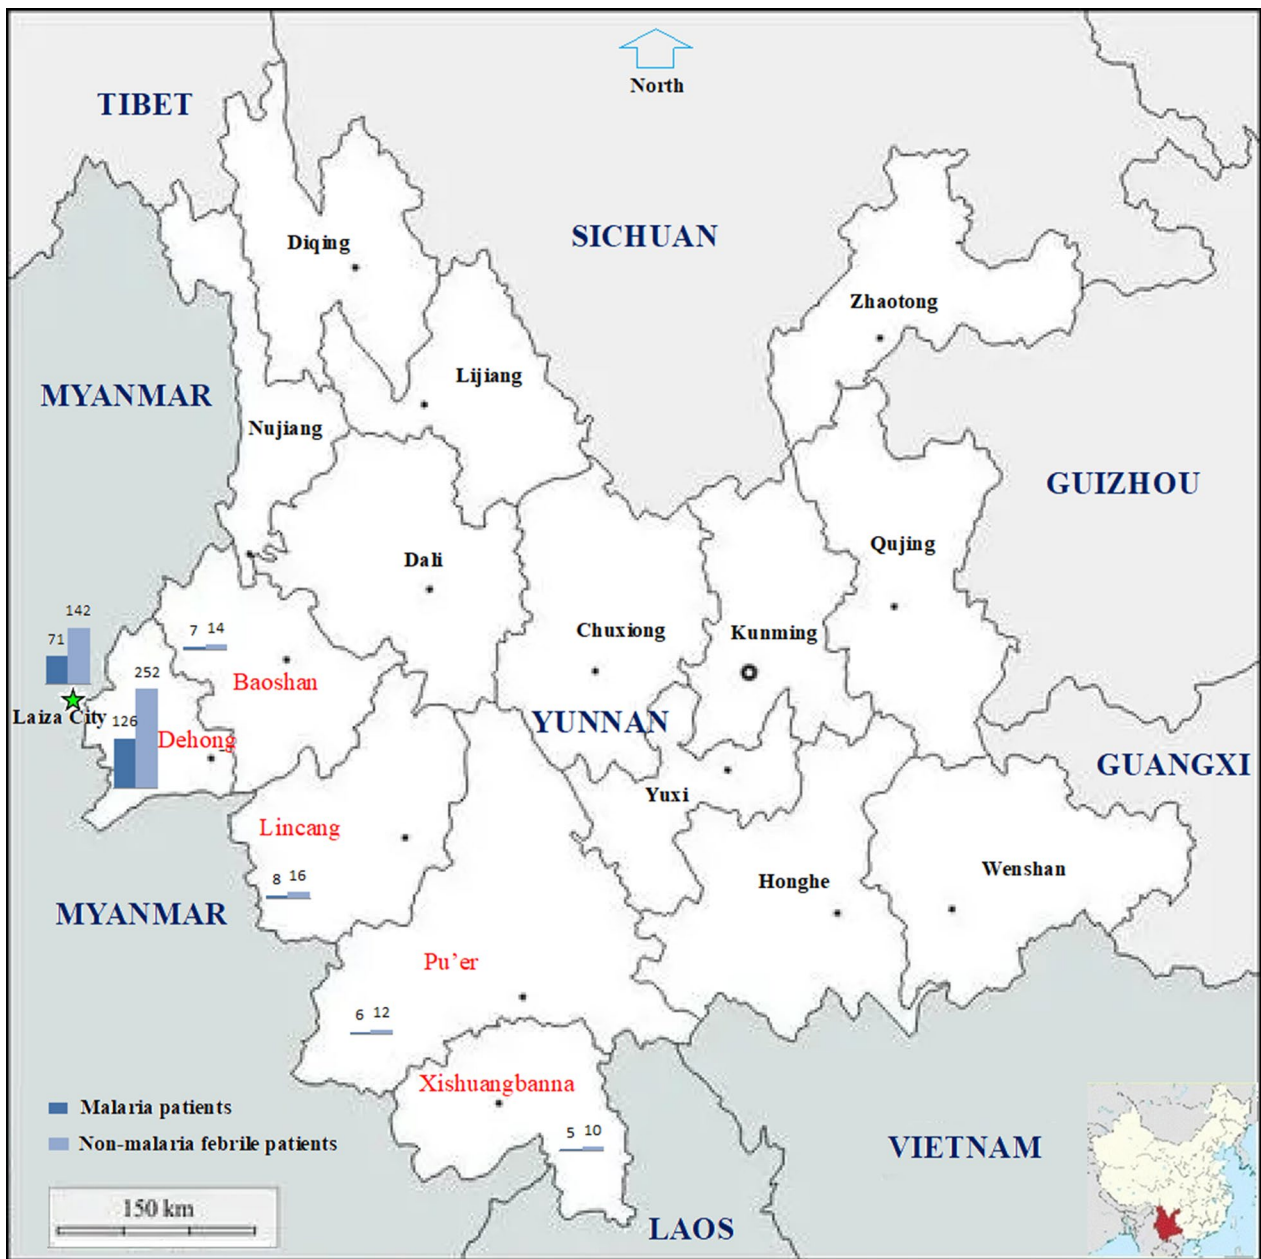 North
TIBET
SICHUAN
Diqing
Zhaotong
Lijiang
MYANMAR
Nujiang
GUIZHOU
Qujing
Dali
142
71
7 14
Chuxiong
Kunming
252
Baoshan
Laiza City
126
YUNNAN
Dehong
GUANGXI
Yuxi
Lincang
Wenshan
8 16
Honghe
MYANMAR
Pu’er
6 12
Xishuangbanna
Malaria patients
5 10
Non-malaria febrile patients
VIETNAM
150 km
LAOS